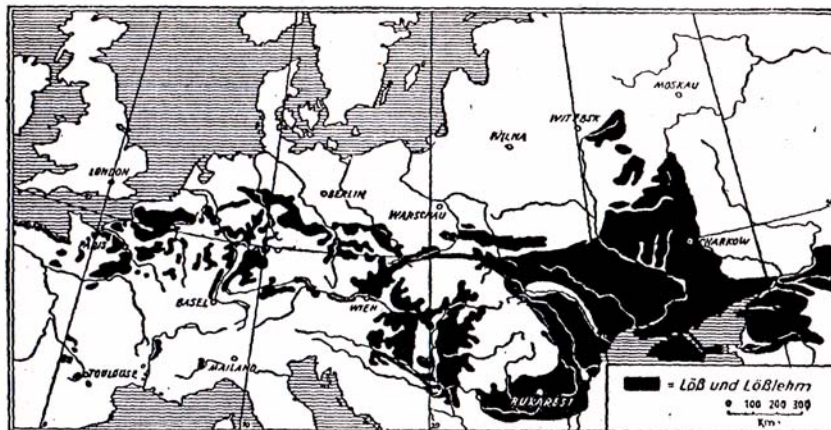 MOSKAU
WITEBSK
WILNA
LONDON
BERLIN
WARSCHAU
CHARKOW
BASEL
WIEN
TOULOUSE
MAILAND
BUKAREST
= Löß und Lößlehm
0 100 200 300
Km.